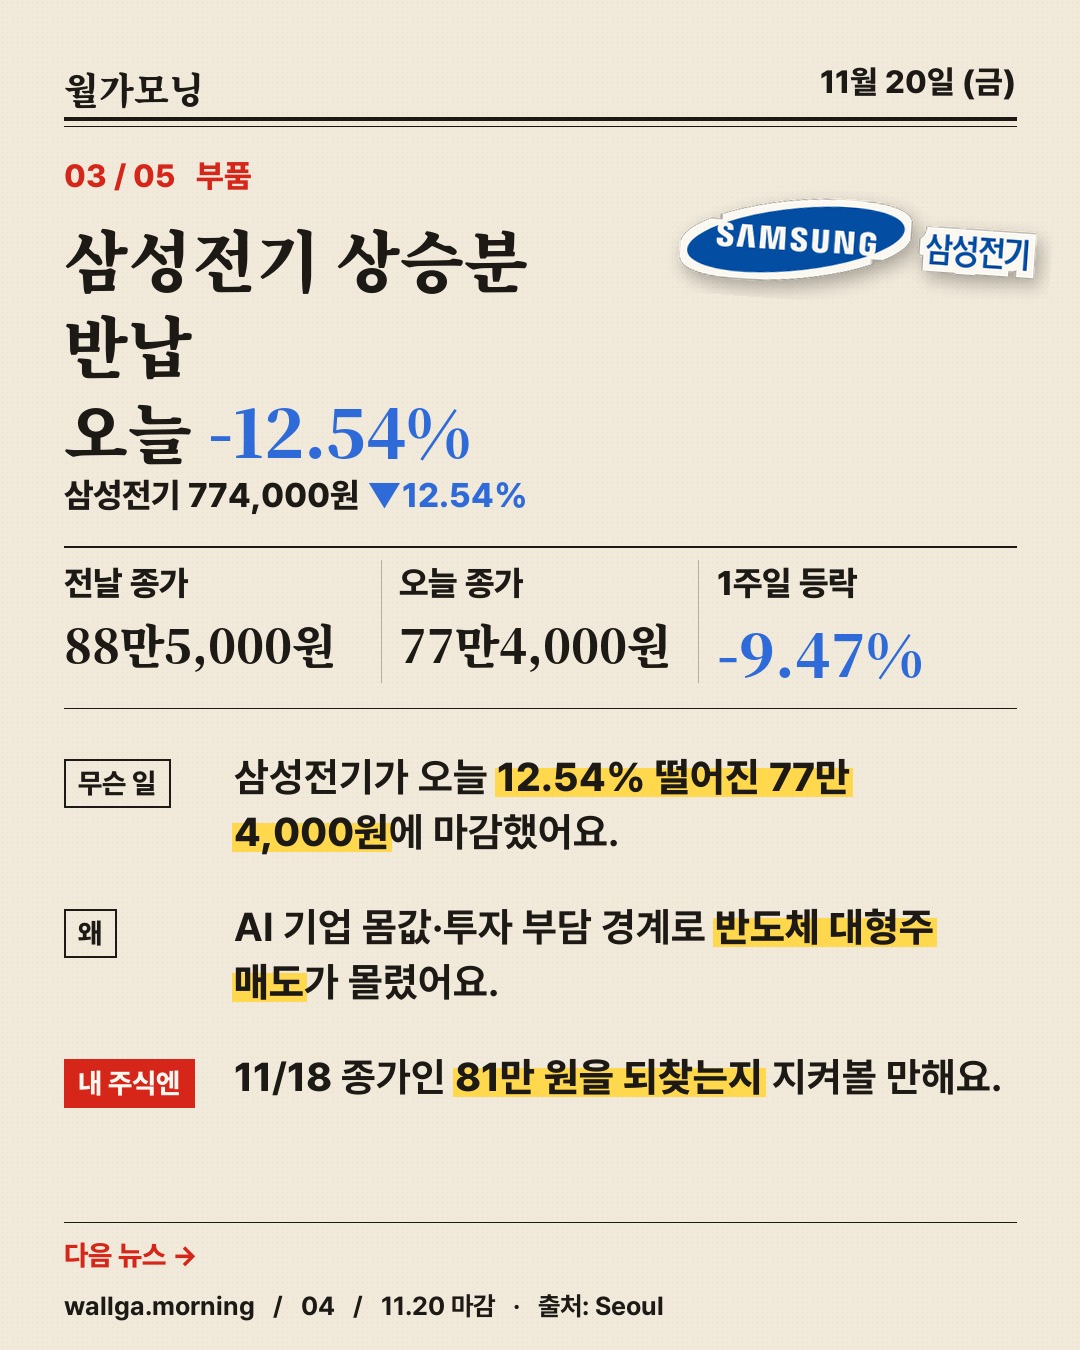 월가모닝
11월 20일 (금)
03 / 05 부품
SAMSUNG 삼성전기
삼성전기 상승분
반납
오늘 -12.54%
삼성전기 774,000원 ▼12.54%
전날 종가
88만5,000원
오늘 종가
77만4,000원
1주일 등락
-9.47%
무슨 일
삼성전기가 오늘 12.54% 떨어진 77만
4,000원에 마감했어요.
왜
AI 기업 몸값·투자 부담 경계로 반도체 대형주
매도가 몰렸어요.
내 주식엔
11/18 종가인 81만 원을 되찾는지 지켜볼 만해요.
다음 뉴스 →
wallga.morning / 04 / 11.20 마감 · 출처: Seoul